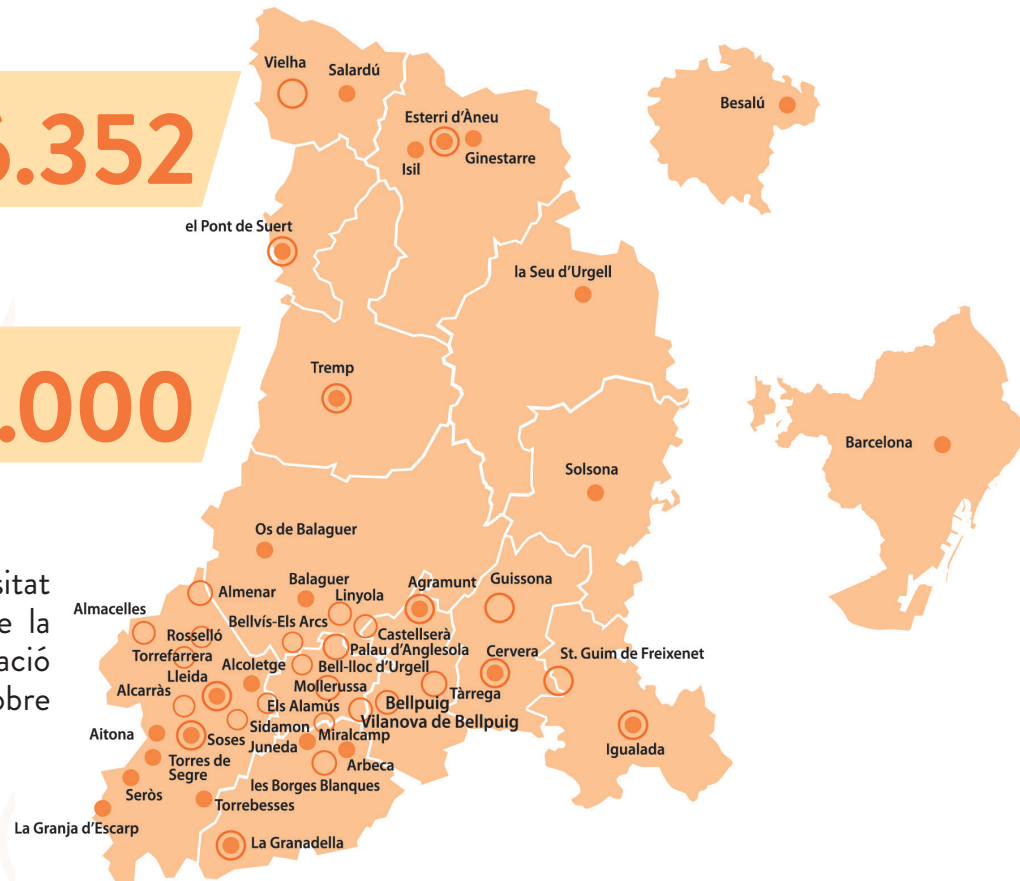 Vielha
Salardú
Besalú
Esterri d'Àneu
Ginestarre
Isil
.352
el Pont de Suert
la Seu d'Urgell
.000
Tremp
Barcelona
Solsona
Os de Balaguer
sitat
e la
ació
obre
Almenar
Balaguer
Linyola
Agramunt
Guissona
Almacelles
Bellvís-Els Arcs
Castellserà
Rosselló
Torrefarrera
Palau d'Anglesola
Cervera
St. Guim de Freixenet
Lleida
Alcoletge
Bell-lloc d'Urgell
Mollerussa
Tàrrega
Alcarràs
Els Alamús
Bellpuig
Vilanova de Bellpuig
Aitona
Soses
Sidamon
Juneda
Miralcamp
Igualada
Torres de
Segre
Arbeca
les Borges Blanques
Seròs
Torrebesses
La Granja d'Escarp
La Granadella